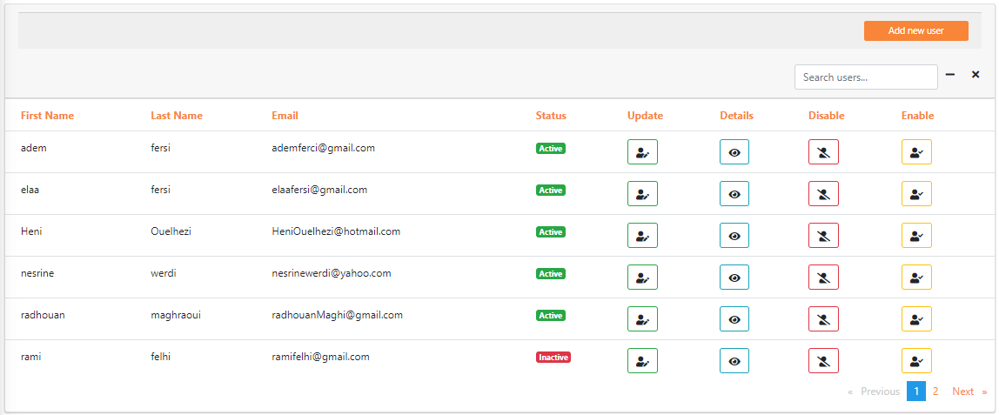 Add new user
Search users...
First Name Last Name Email Status Update Details Disable Enable
adem fersi ademferci@gmail.com Active
elaa fersi elaafersi@gmail.com Active
Heni Ouelhezi HeniOuelhezi@hotmail.com Active
nesrine werdi nesrinewerdi@yahoo.com Active
radhouan maghraoui radhouanMaghi@gmail.com Active
rami felhi ramifelhi@gmail.com Inactive
« Previous 1 2 Next »